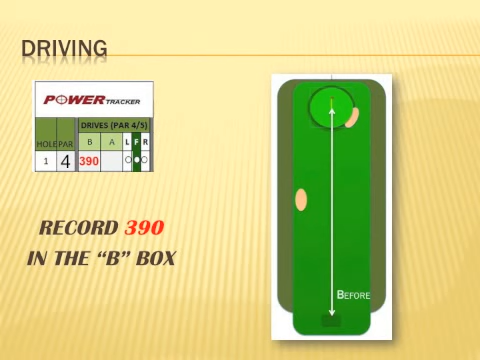 DRIVING
POWER TRACKER
DRIVES (PAR 4/5)
HOLE PAR B A L F R
1 4 390
RECORD 390
IN THE “B” BOX
BEFORE